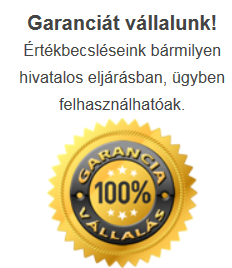 Garanciát vállalunk!
Értékbecsléseink bármilyen
hivatalos eljárásban, ügyben
felhasználhatóak.
GARANCIA
100%
VÁLLALÁS